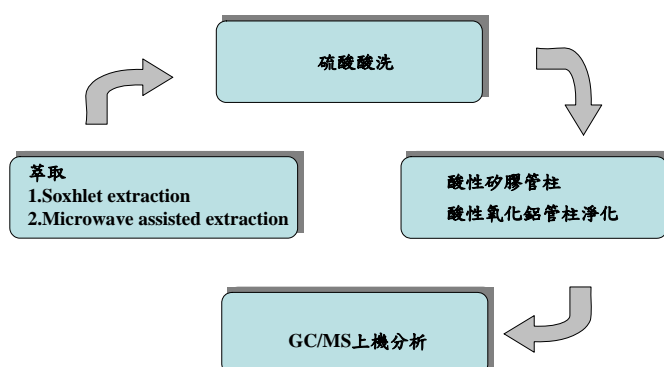 硫酸酸洗
萃取
1.Soxhlet extraction
2.Microwave assisted extraction
酸性矽膠管柱
酸性氧化鋁管柱淨化
GC/MS上機分析